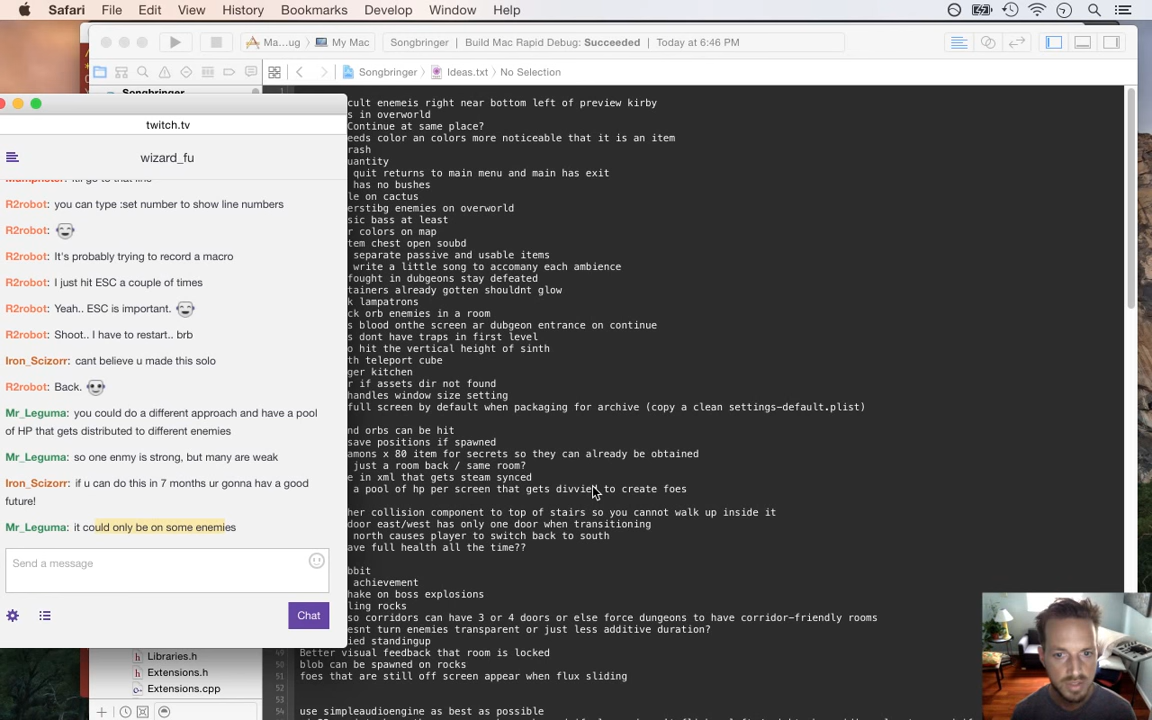 Safari File Edit View History Bookmarks Develop Window Help
Ma...ug My Mac Songbringer Build Mac Rapid Debug: Succeeded Today at 6:46 PM
Songbringer Ideas.txt No Selection
Songbringer
cult enemeis right near bottom left of preview kirby
s in overworld
Continue at same place?
eeds color an colors more noticeable that it is an item
rash
uantity
quit returns to main menu and main has exit
has no bushes
le on cactus
erstibg enemies on overworld
sic bass at least
r colors on map
tem chest open soubd
separate passive and usable items
write a little song to accomany each ambience
fought in dubgeons stay defeated
tainers already gotten shouldnt glow
k lampatrons
ck orb enemies in a room
s blood onthe screen ar dubgeon entrance on continue
s dont have traps in first level
o hit the vertical height of sinth
th teleport cube
ger kitchen
r if assets dir not found
handles window size setting
full screen by default when packaging for archive (copy a clean settings-default.plist)
nd orbs can be hit
save positions if spawned
amons x 80 item for secrets so they can already be obtained
just a room back / same room?
e in xml that gets steam synced
a pool of hp per screen that gets divvied to create foes
her collision component to top of stairs so you cannot walk up inside it
door east/west has only one door when transitioning
north causes player to switch back to south
ave full health all the time??
bbit
achievement
hake on boss explosions
ling rocks
so corridors can have 3 or 4 doors or else force dungeons to have corridor-friendly rooms
esnt turn enemies transparent or just less additive duration?
ied standingup
49 Better visual feedback that room is locked
50 blob can be spawned on rocks
51 foes that are still off screen appear when flux sliding
52
53
54 use simpleaudioengine as best as possible
twitch.tv
wizard_fu
R2robot: you can type :set number to show line numbers
R2robot:
R2robot: It's probably trying to record a macro
R2robot: I just hit ESC a couple of times
R2robot: Yeah.. ESC is important.
R2robot: Shoot.. I have to restart.. brb
Iron_Scizorr: cant believe u made this solo
R2robot: Back.
Mr_Leguma: you could do a different approach and have a pool
of HP that gets distributed to different enemies
Mr_Leguma: so one enmy is strong, but many are weak
Iron_Scizorr: if u can do this in 7 months ur gonna hav a good
future!
Mr_Leguma: it could only be on some enemies
Send a message
Chat
Libraries.h
Extensions.h
Extensions.cpp